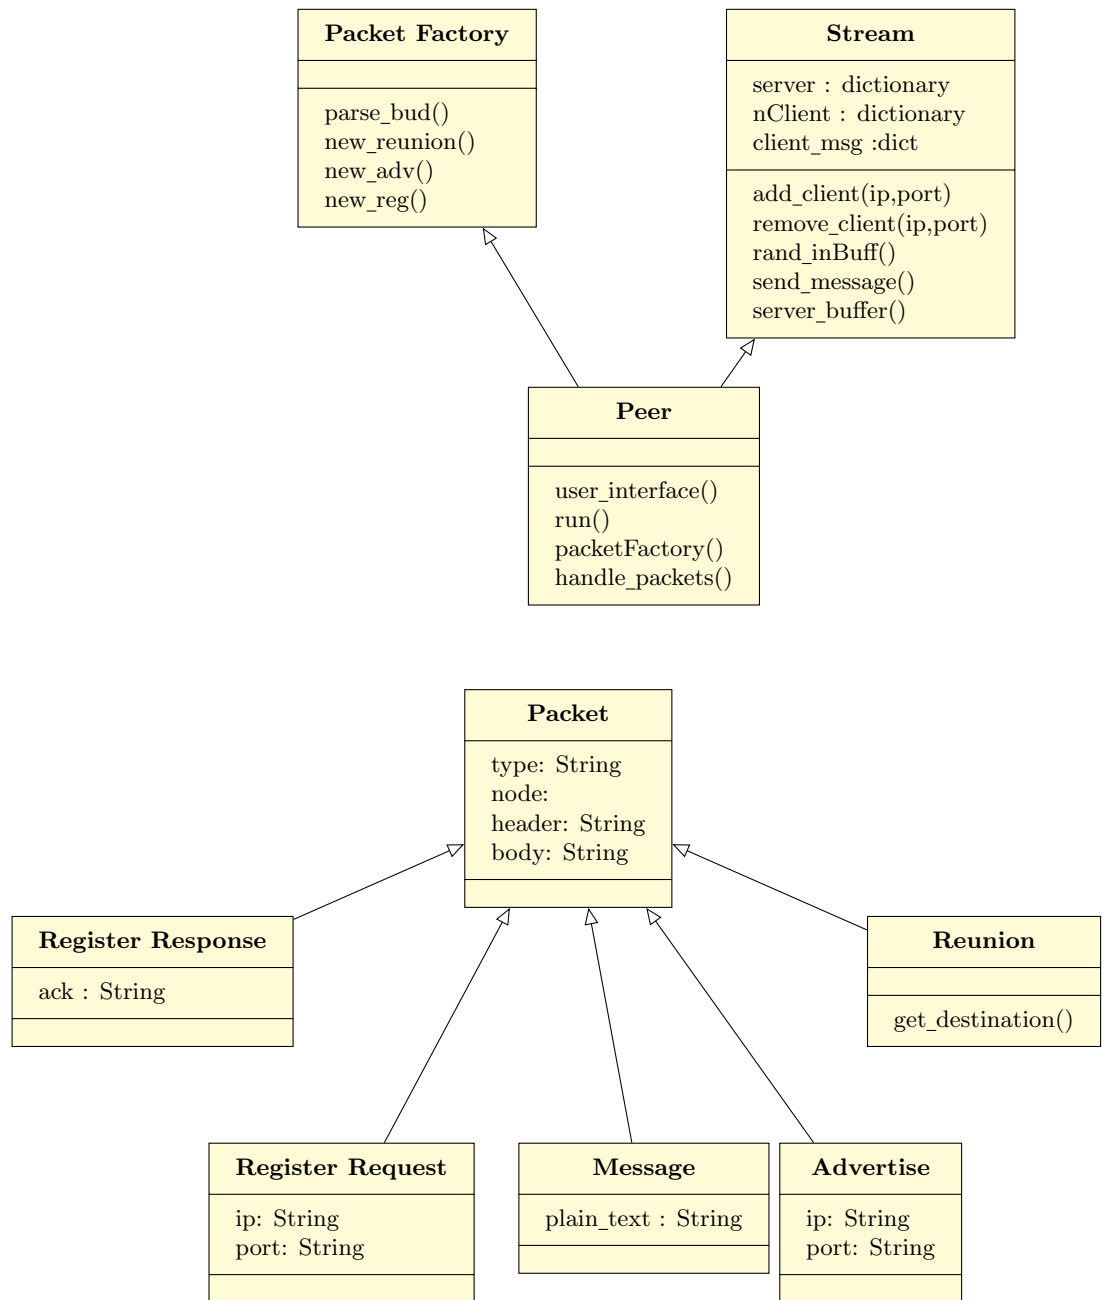 Packet Factory
parse_bud()
new_reunion()
new_adv()
new_reg()
Stream
server : dictionary
nClient : dictionary
client_msg :dict
add_client(ip,port)
remove_client(ip,port)
rand_inBuff()
send_message()
server_buffer()
Peer
user_interface()
run()
packetFactory()
handle_packets()
Packet
type: String
node:
header: String
body: String
Register Response
ack : String
Reunion
get_destination()
Register Request
ip: String
port: String
Message
plain_text : String
Advertise
ip: String
port: String